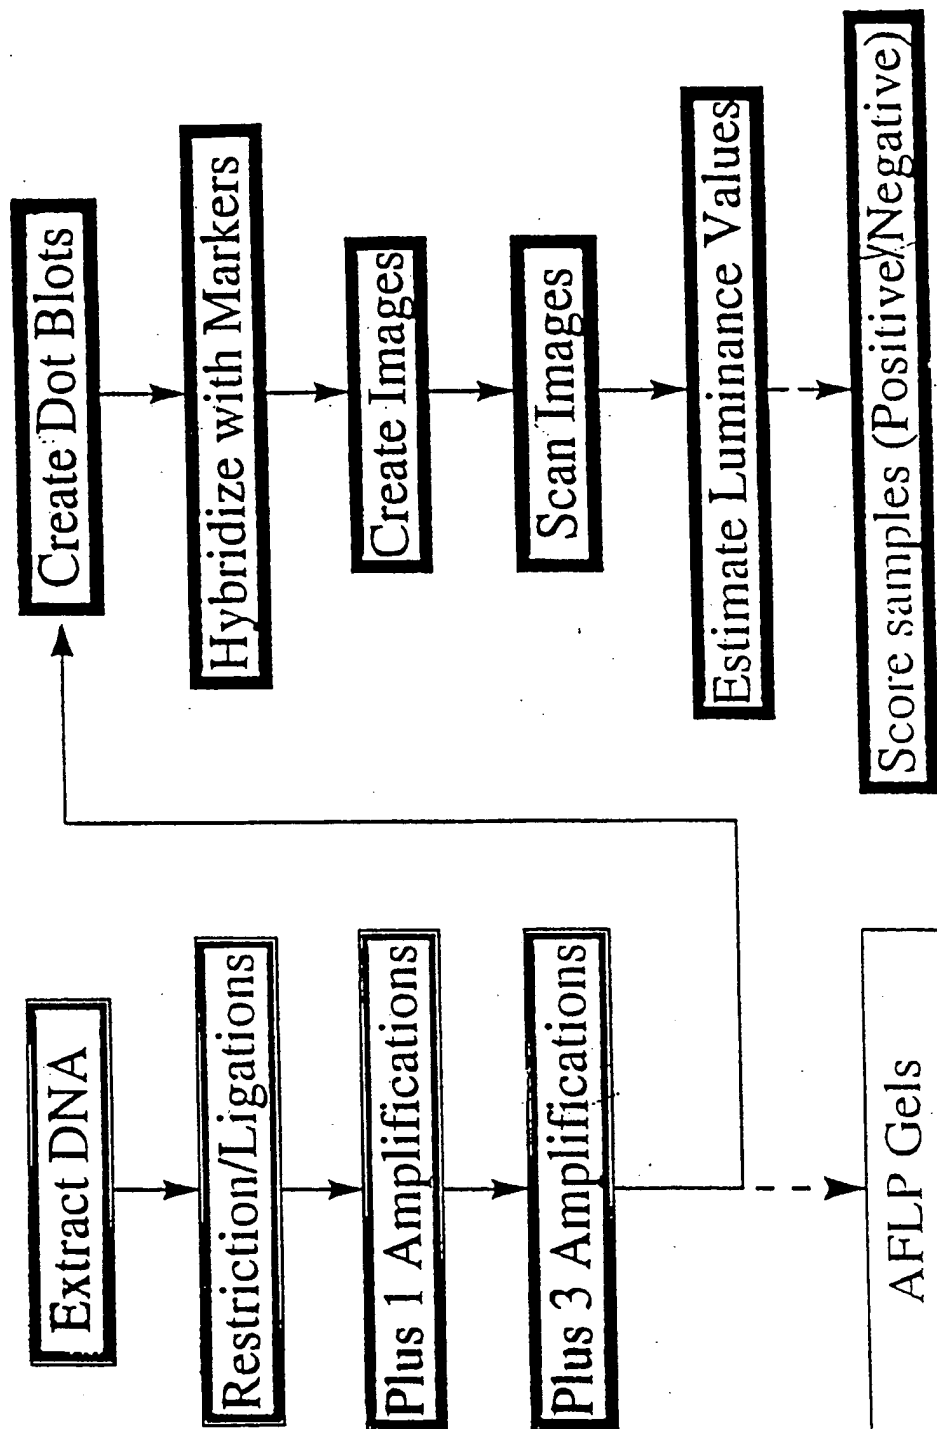 Extract DNA
Restriction/Ligations
Plus 1 Amplifications
Plus 3 Amplifications
AFLP Gels
Create Dot Blots
Hybridize with Markers
Create Images
Scan Images
Estimate Luminance Values
Score samples (Positive/Negative)